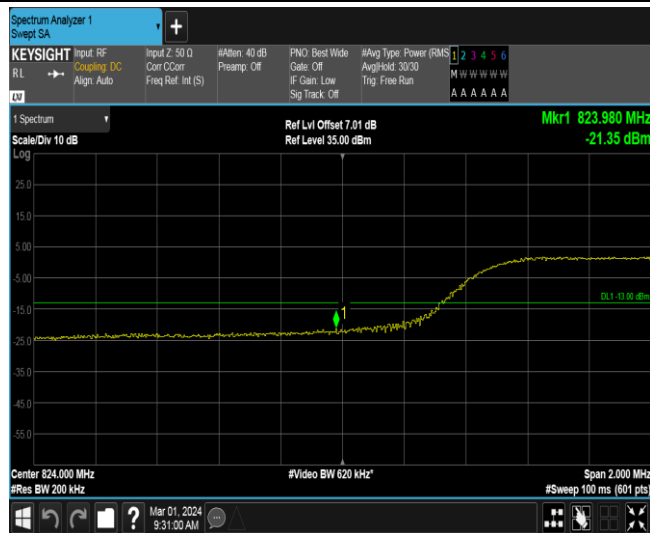 Spectrum Analyzer 1
Swept SA
+
KEYSIGHT
RL
Input: RF
Coupling: DC
Align: Auto
Input Z: 50 Ω
Corr CCorr
Freq Ref: Int (S)
#Atten: 40 dB
Preamp: Off
PNO: Best Wide
Gate: Off
IF Gain: Low
Sig Track: Off
#Avg Type: Power (RMS
Avg|Hold: 30/30
Trig: Free Run
1 2 3 4 5 6
M W W W W W
A A A A A A
1 Spectrum
Scale/Div 10 dB
Log
Ref Lvl Offset 7.01 dB
Ref Level 35.00 dBm
Mkr1 823.980 MHz
-21.35 dBm
25.0
15.0
5.00
-5.00
-15.0
-25.0
-35.0
-45.0
-55.0
1
DL1 -13.00 dBm
Center 824.000 MHz
#Res BW 200 kHz
#Video BW 620 kHz*
Span 2.000 MHz
#Sweep 100 ms (601 pts)
?
Mar 01, 2024
9:31:00 AM